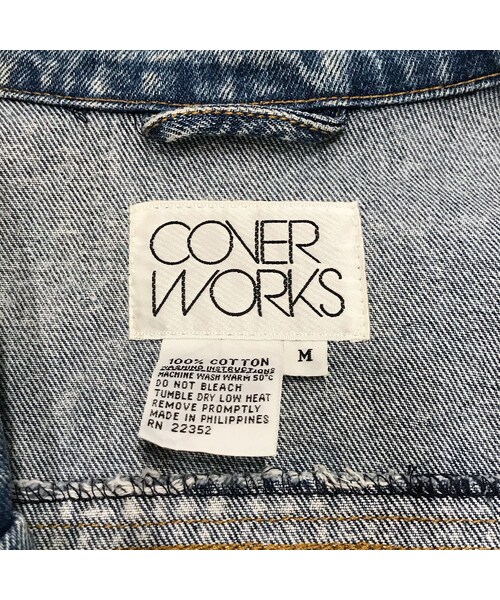 COVER
WORKS
M
100% COTTON
WASHING INSTRUCTIONS
MACHINE WASH WARM 50°C
DO NOT BLEACH
TUMBLE DRY LOW HEAT
REMOVE PROMPTLY
MADE IN PHILIPPINES
RN 22352